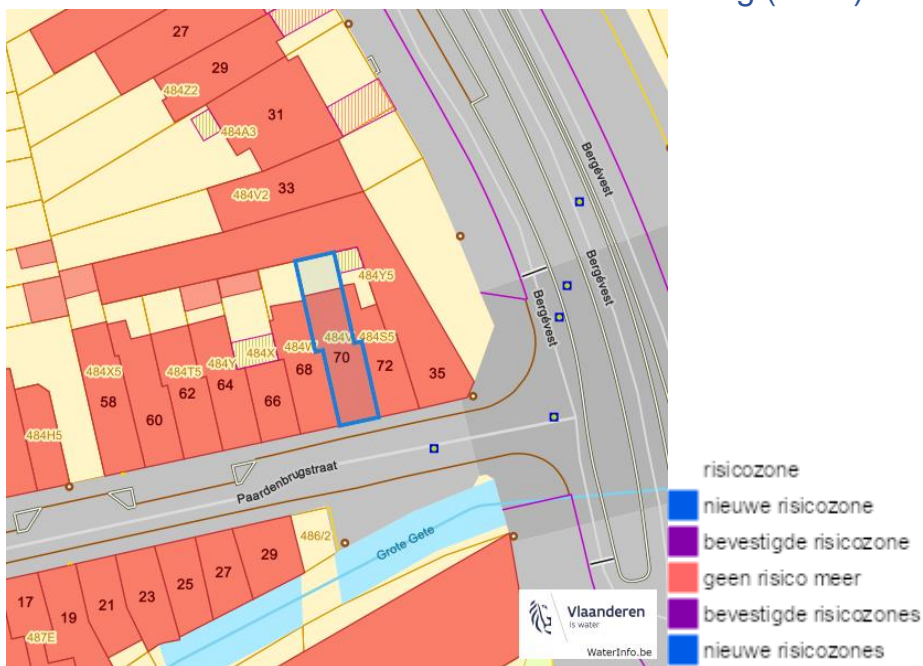 27
29
484Z2
31
484A3
33
484V2
Bergévest
Bergévest
Bergévest
484Y5
484X5
484T5
484Y
484X
484W
484V
484S5
58
60
62
64
66
68
70
72
35
484H5
Paardenbrugstraat
Grote Gete
486/2
17
19
21
23
25
27
29
487E
Vlaanderen
is water
WaterInfo.be
risicozone
nieuwe risicozone
bevestigde risicozone
geen risico meer
bevestigde risicozones
nieuwe risicozones